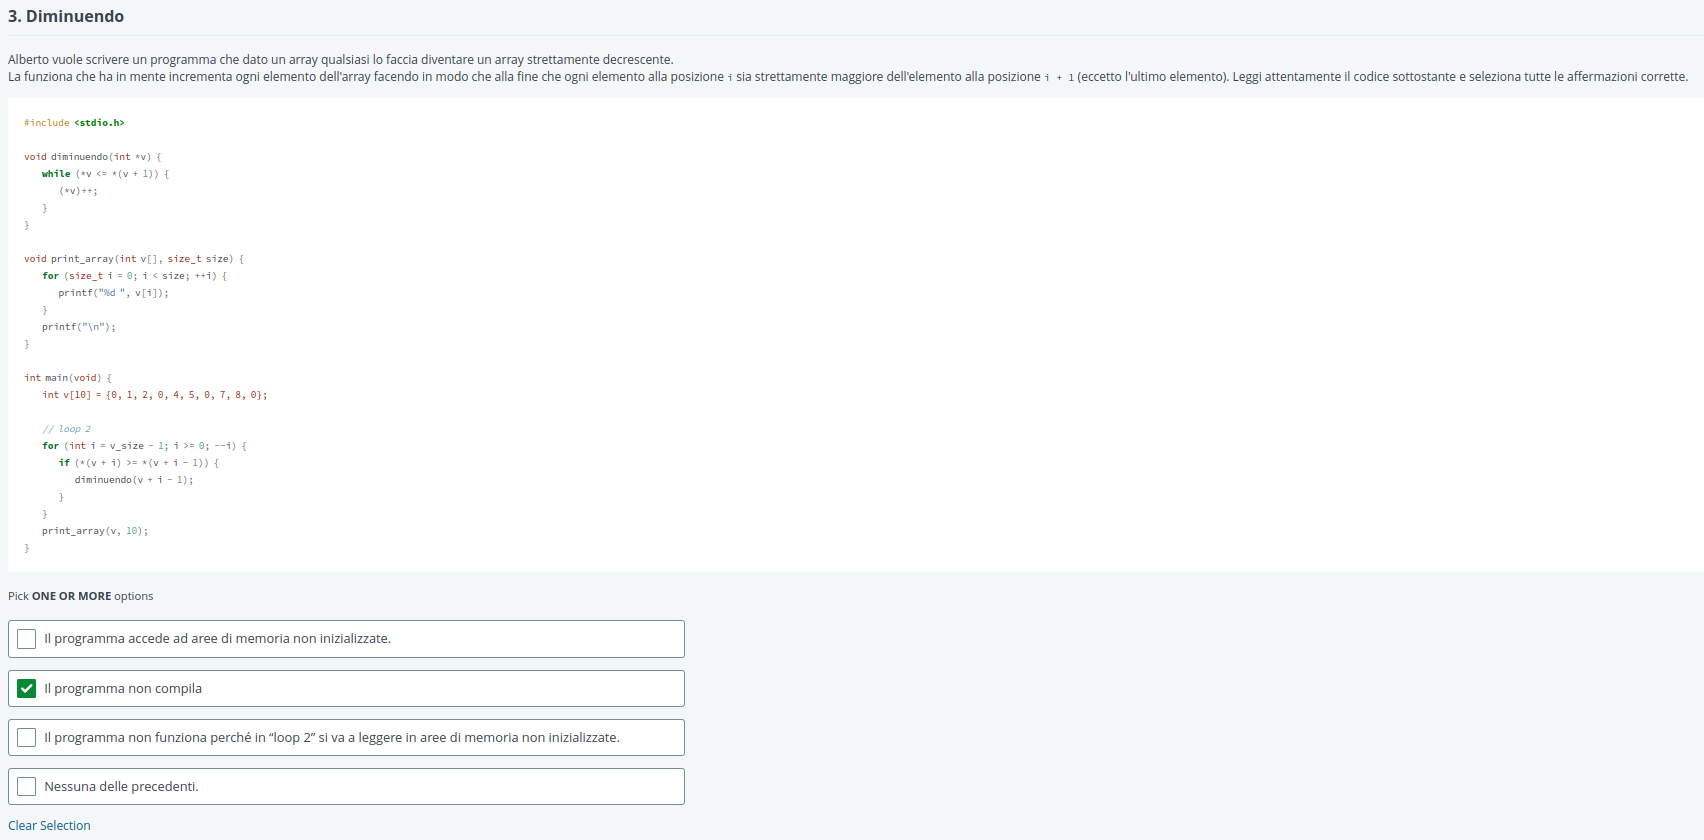 3. Diminuendo
Alberto vuole scrivere un programma che dato un array qualsiasi lo faccia diventare un array strettamente decrescente.
La funziona che ha in mente incrementa ogni elemento dell'array facendo in modo che alla fine che ogni elemento alla posizione i sia strettamente maggiore dell'elemento alla posizione i + 1 (eccetto l'ultimo elemento). Leggi attentamente il codice sottostante e seleziona tutte le affermazioni corrette.
#include <stdio.h>
void diminuendo(int *v) {
while (*v <= *(v + 1)) {
(*v)++;
}
}
void print_array(int v[], size_t size) {
for (size_t i = 0; i < size; ++i) {
printf("%d ", v[i]);
}
printf("\n");
}
int main(void) {
int v[10] = {0, 1, 2, 0, 4, 5, 0, 7, 8, 0};
// loop 2
for (int i = v_size - 1; i >= 0; --i) {
if (*(v + i) >= *(v + i - 1)) {
diminuendo(v + i - 1);
}
}
print_array(v, 10);
}
Pick ONE OR MORE options
Il programma accede ad aree di memoria non inizializzate.
Il programma non compila
Il programma non funziona perché in “loop 2” si va a leggere in aree di memoria non inizializzate.
Nessuna delle precedenti.
Clear Selection